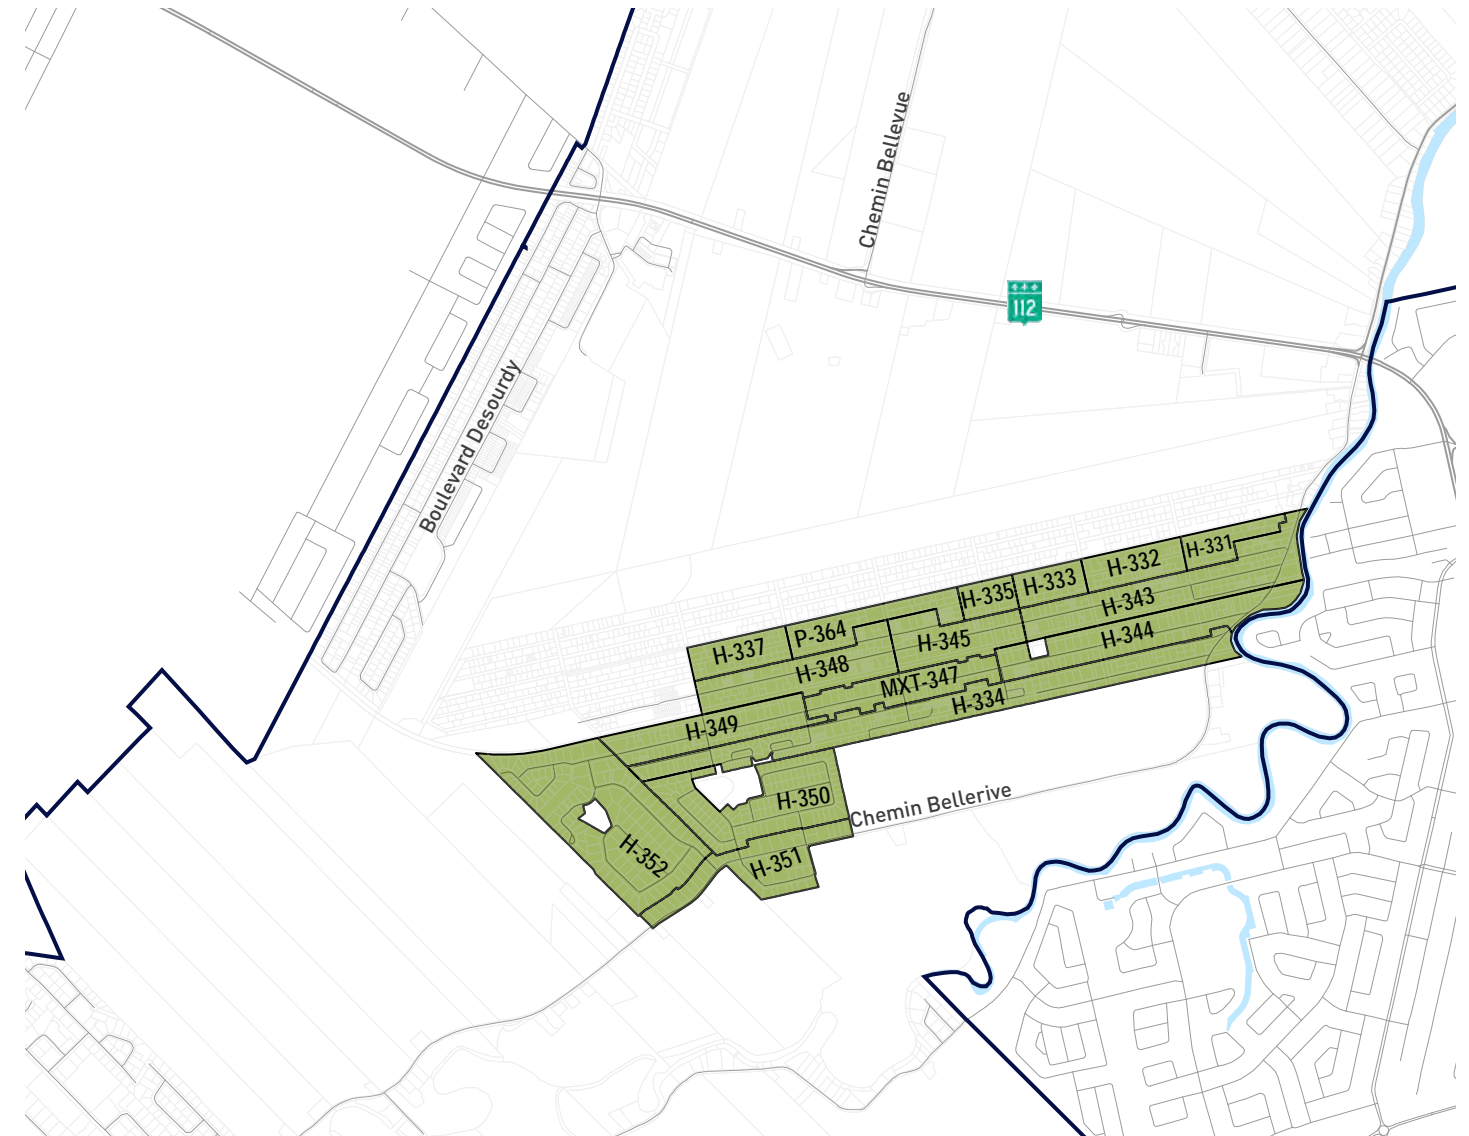 Chemin Bellevue
112
Boulevard Desourdy
H-331
H-332
H-333
H-335
H-343
P-364
H-337
H-345
H-344
H-348
MXT-347
H-334
H-349
H-350
Chemin Bellerive
H-352
H-351